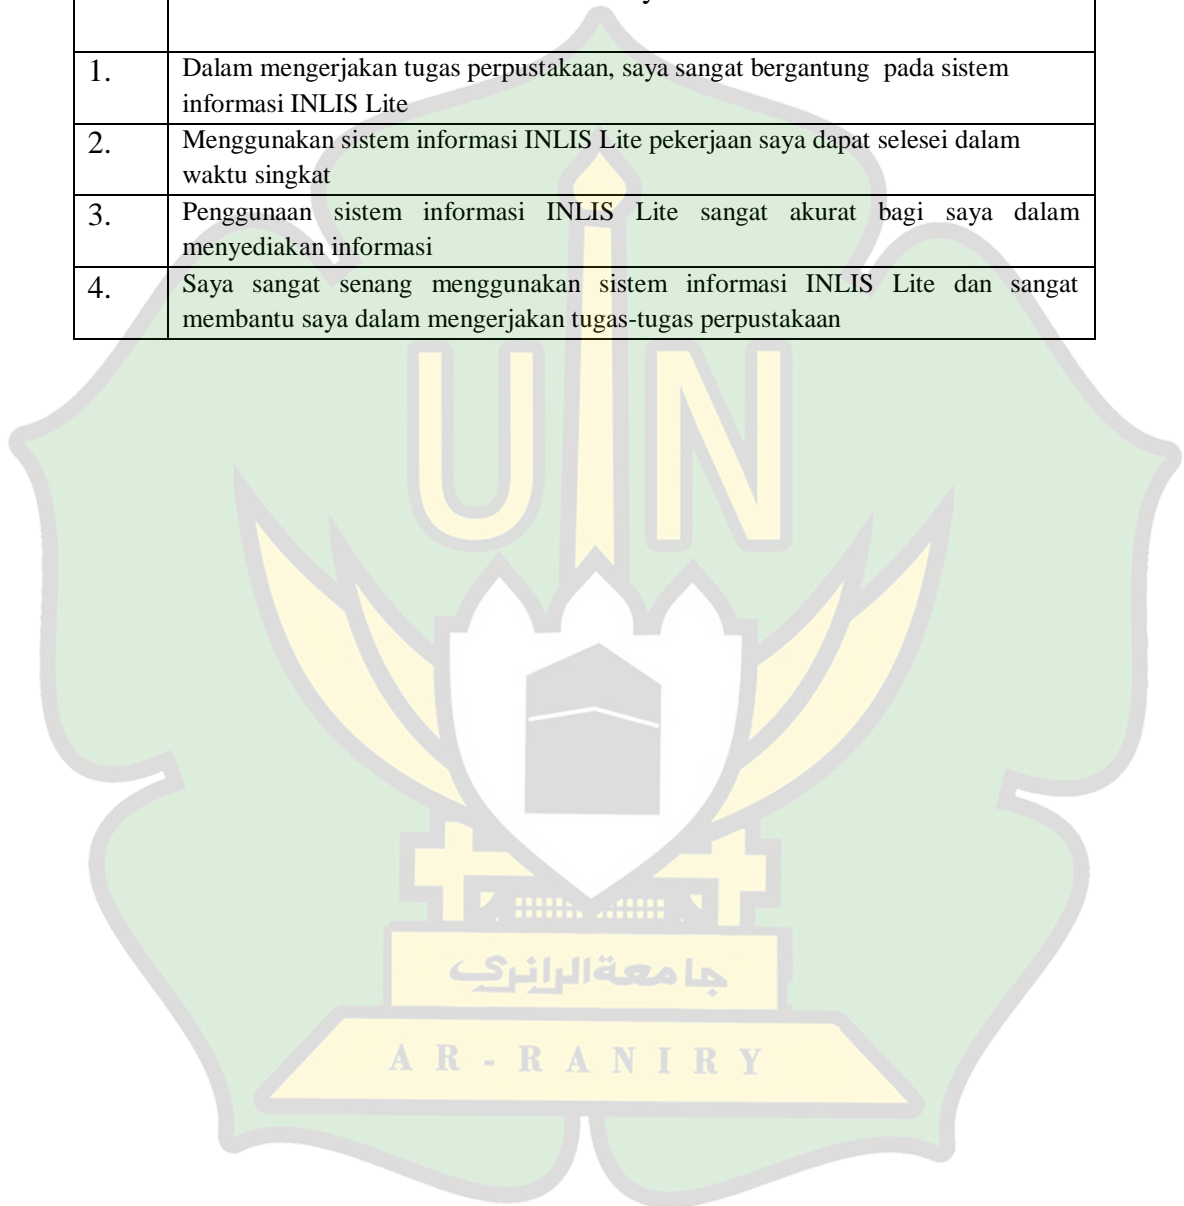 1.
Dalam mengerjakan tugas perpustakaan, saya sangat bergantung pada sistem
informasi INLIS Lite
2.
Menggunakan sistem informasi INLIS Lite pekerjaan saya dapat selesei dalam
waktu singkat
3.
Penggunaan sistem informasi INLIS Lite sangat akurat bagi saya dalam
menyediakan informasi
4.
Saya sangat senang menggunakan sistem informasi INLIS Lite dan sangat
membantu saya dalam mengerjakan tugas-tugas perpustakaan
UIN
جامعةالرانرك
AR-RANIRY